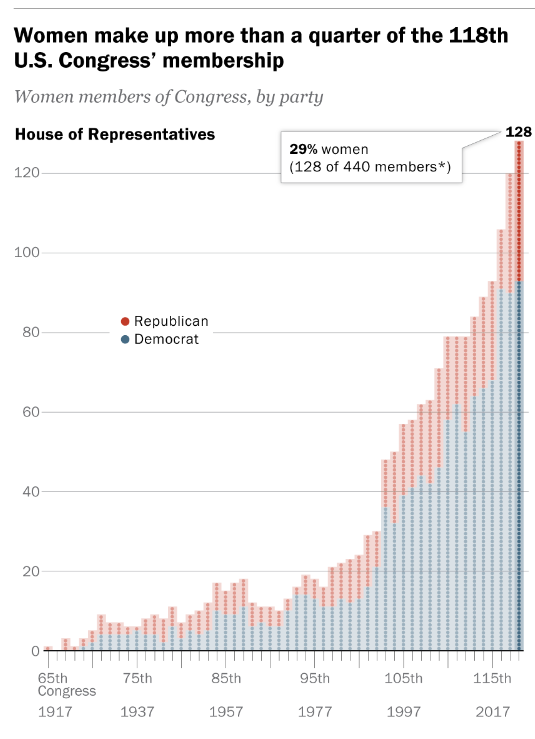 Women make up more than a quarter of the 118th
U.S. Congress’ membership
Women members of Congress, by party
House of Representatives
128
29% women
(128 of 440 members*)
120
100
Republican
Democrat
80
60
40
20
0
65th 75th 85th 95th 105th 115th
Congress
1917 1937 1957 1977 1997 2017